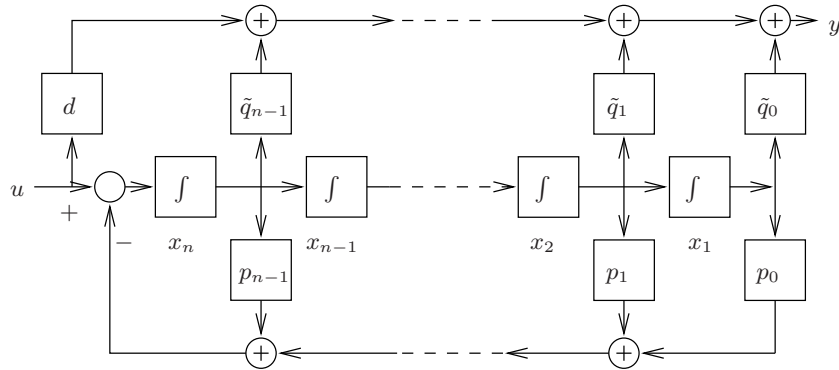 + + + y
d q̃ₙ₋₁ q̃₁ q̃₀
u ∫ ∫ ∫ ∫
+
− xₙ xₙ₋₁ x₂ x₁
pₙ₋₁ p₁ p₀
+ +